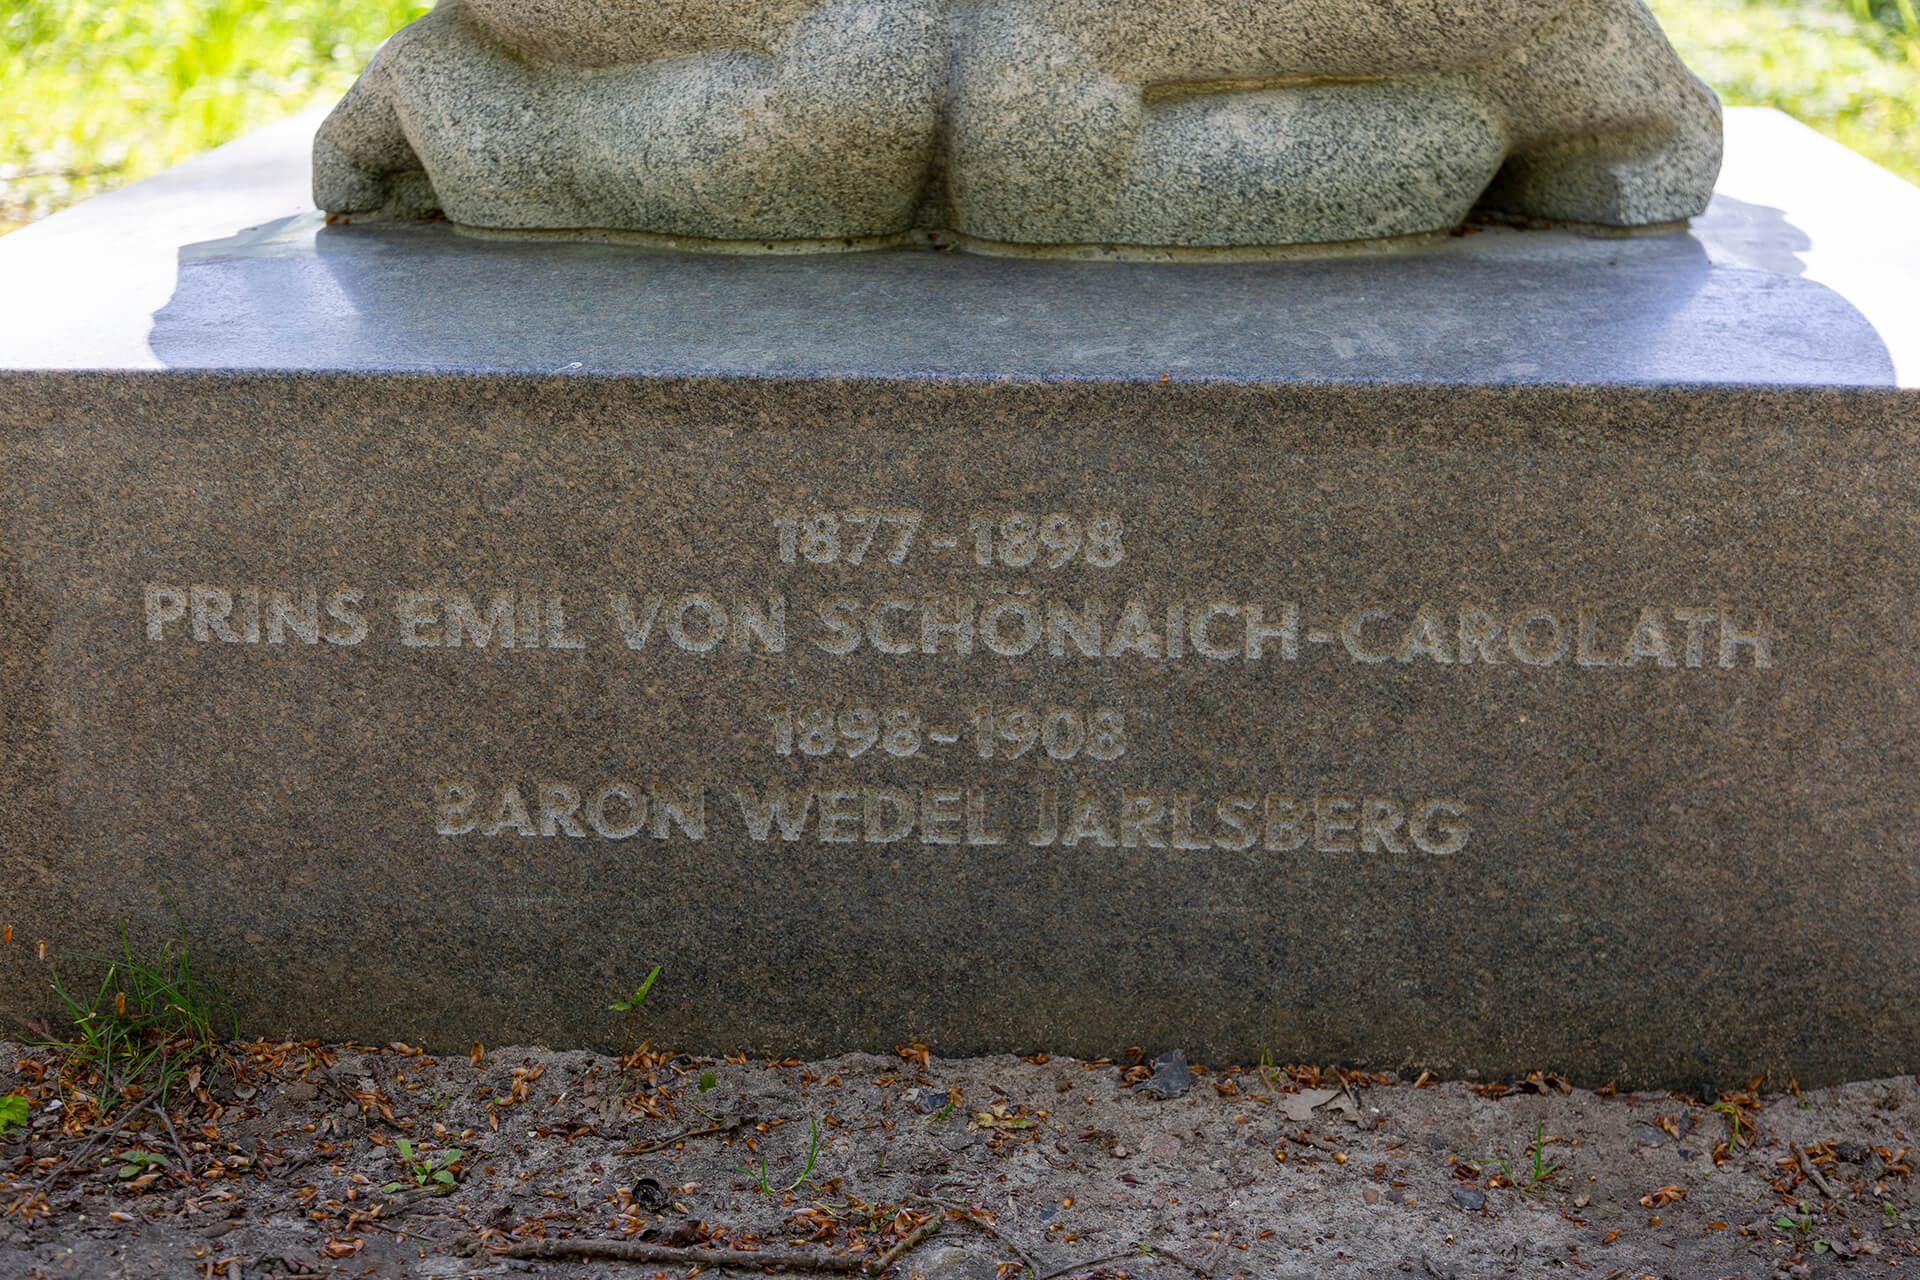 1877-1898
PRINS EMIL VON SCHÖNAICH-CAROLATH
1898-1908
BARON WEDEL JARLSBERG